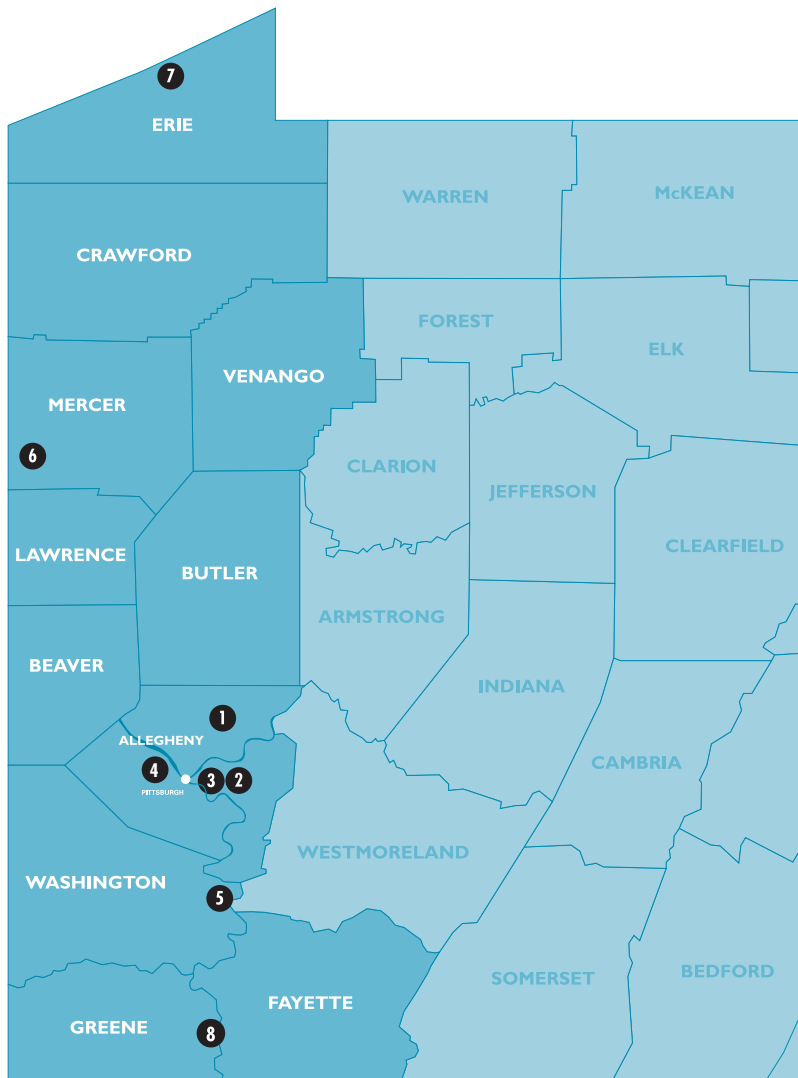 7
ERIE
WARREN
McKEAN
CRAWFORD
FOREST
ELK
VENANGO
MERCER
6
CLARION
JEFFERSON
LAWRENCE
CLEARFIELD
BUTLER
ARMSTRONG
BEAVER
INDIANA
1
ALLEGHENY
CAMBRIA
4
3
2
PITTSBURGH
WESTMORELAND
WASHINGTON
5
BEDFORD
SOMERSET
FAYETTE
GREENE
8